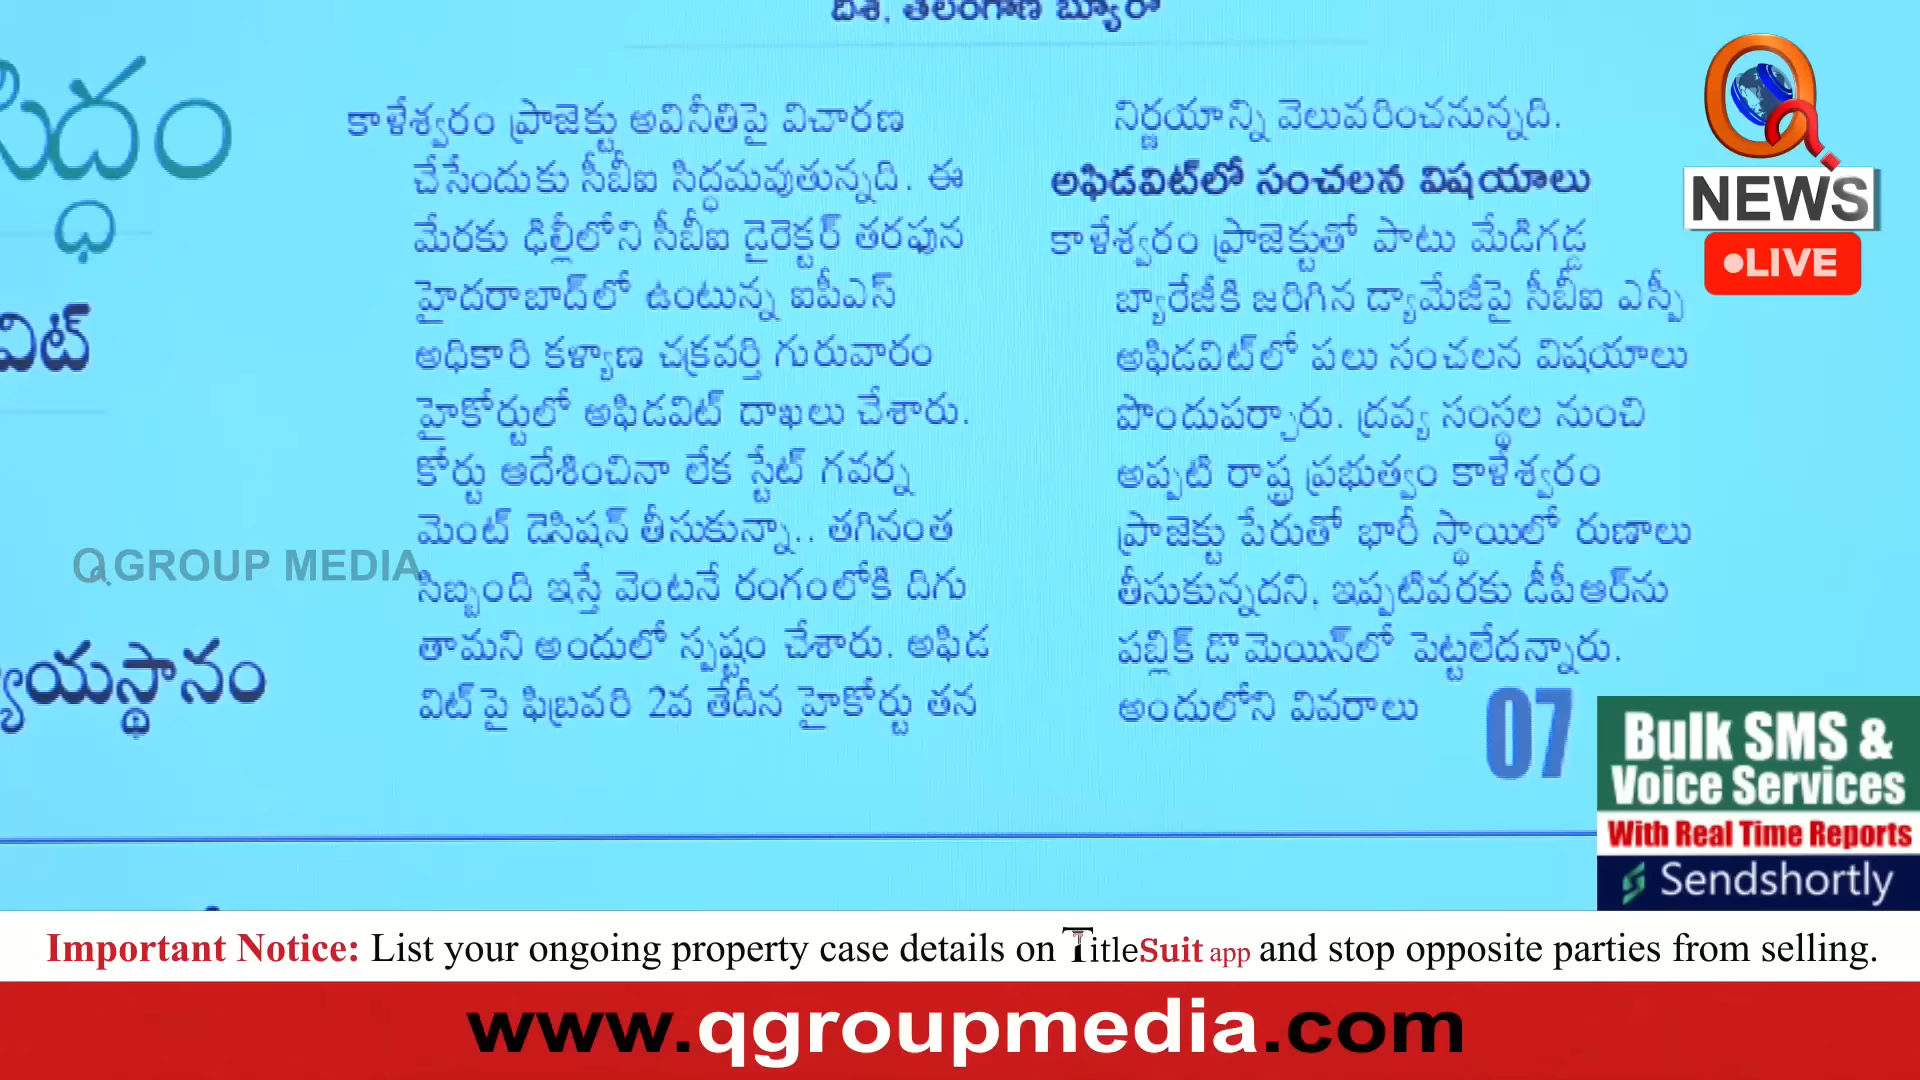 దిశ, తెలంగాణ బ్యూరో
సిద్ధం
విట్
యస్థానం
కాళేశ్వరం ప్రాజెక్టు అవినీతిపై విచారణ
చేసేందుకు సీబీఐ సిద్ధమవుతున్నది. ఈ
మేరకు ఢిల్లీలోని సీబీఐ డైరెక్టర్ తరఫున
హైదరాబాద్‌లో ఉంటున్న ఐపీఎస్
అధికారి కళ్యాణ చక్రవర్తి గురువారం
హైకోర్టులో అఫిడవిట్ దాఖలు చేశారు.
కోర్టు ఆదేశించినా లేక స్టేట్ గవర్న
మెంట్ డెసిషన్ తీసుకున్నా.. తగినంత
సిబ్బంది ఇస్తే వెంటనే రంగంలోకి దిగు
తామని అందులో స్పష్టం చేశారు. అఫిడ
విట్‌పై ఫిబ్రవరి 2వ తేదీన హైకోర్టు తన
నిర్ణయాన్ని వెలువరించనున్నది.
అఫిడవిట్‌లో సంచలన విషయాలు
కాళేశ్వరం ప్రాజెక్టుతో పాటు మేడిగడ్డ
బ్యారేజీకి జరిగిన డ్యామేజీపై సీబీఐ ఎస్పీ
అఫిడవిట్‌లో పలు సంచలన విషయాలు
పొందుపర్చారు. ద్రవ్య సంస్థల నుంచి
అప్పటి రాష్ట్ర ప్రభుత్వం కాళేశ్వరం
ప్రాజెక్టు పేరుతో భారీ స్థాయిలో రుణాలు
తీసుకున్నదని, ఇప్పటివరకు డీపీఆర్‌ను
పబ్లిక్ డొమెయిన్‌లో పెట్టలేదన్నారు.
అందులోని వివరాలు 07
Q GROUP MEDIA
Q
NEWS
LIVE
Bulk SMS &
Voice Services
With Real Time Reports
Sendshortly
Important Notice: List your ongoing property case details on TitleSuit app and stop opposite parties from selling.
www.qgroupmedia.com